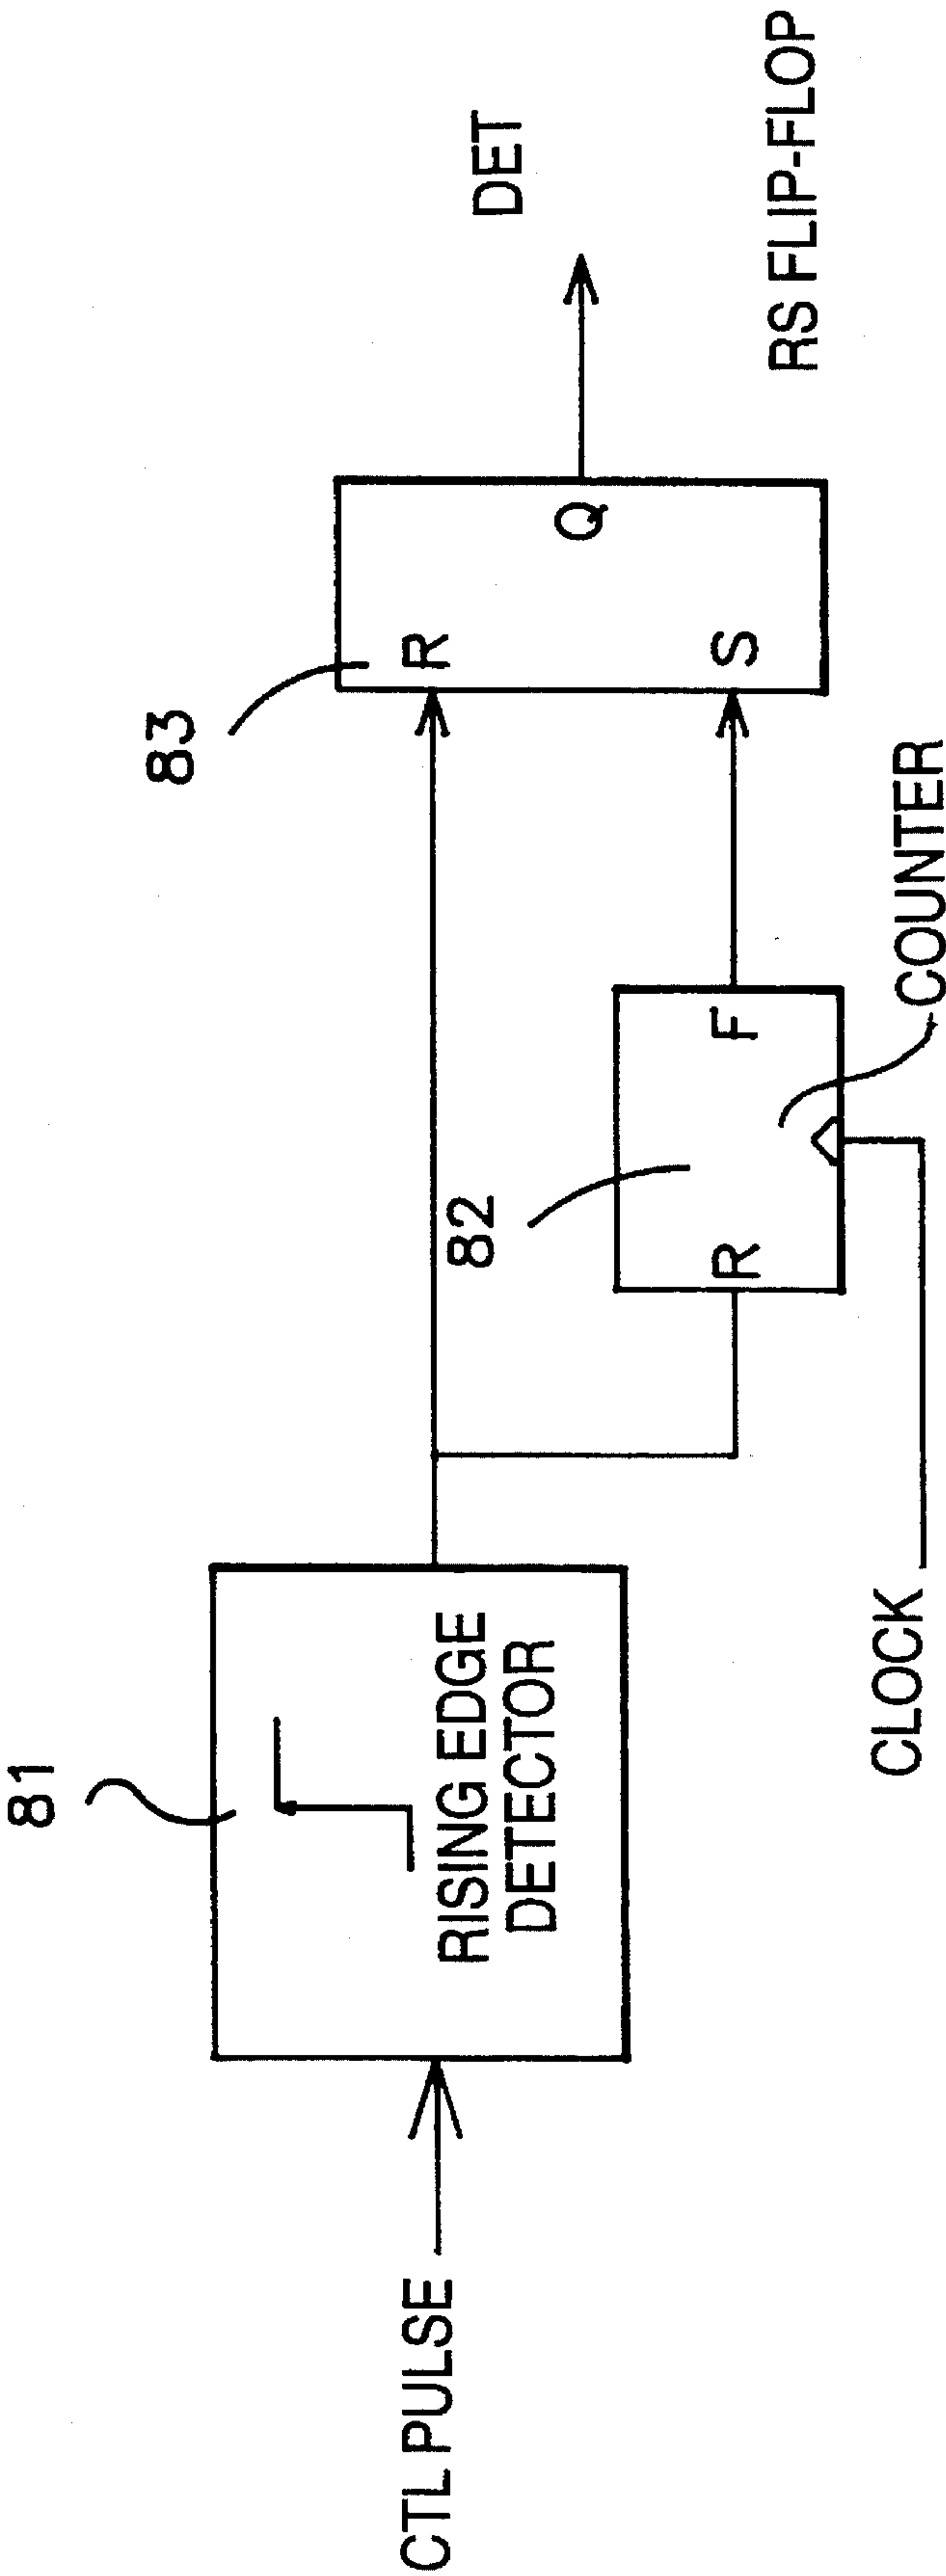 81
CTL PULSE
RISING EDGE
DETECTOR
CLOCK
82
R
F
COUNTER
83
R
S
Q
DET
RS FLIP-FLOP